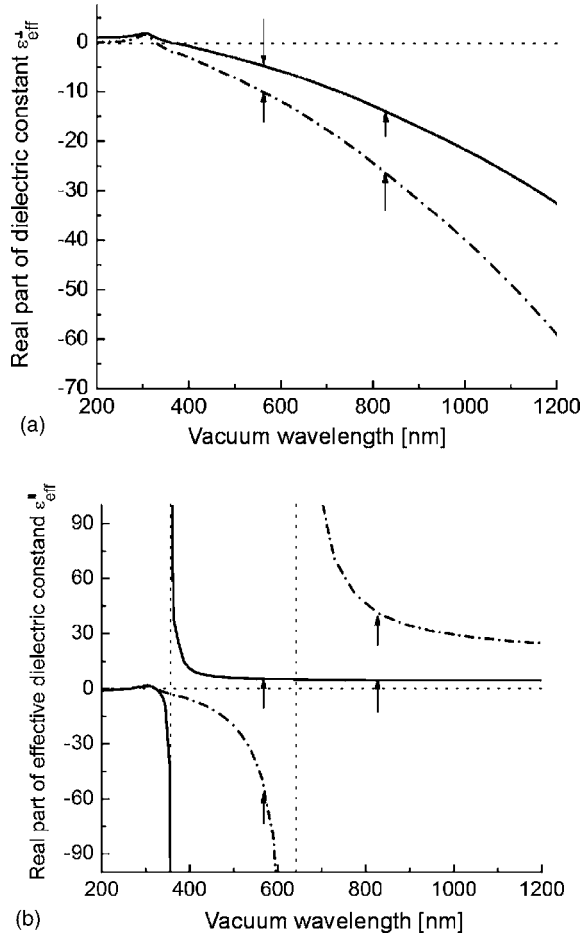 Real part of dielectric constant ε⊥eff
0
-10
-20
-30
-40
-50
-60
-70
200 400 600 800 1000 1200
Vacuum wavelength [nm]
(a)
Real part of effective dielectric constand ε"eff
90
60
30
0
-30
-60
-90
200 400 600 800 1000 1200
Vacuum wavelength [nm]
(b)